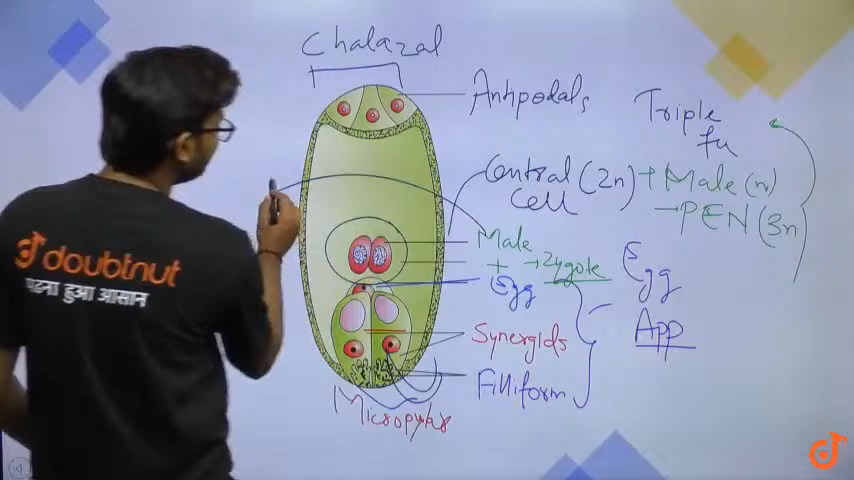 Chalazal
Antipodals
Triple
fu
Central (2n) + Male (n)
Cell
→ PEN (3n)
Male
+ → Zygote
Egg
Egg
App
Synergids
Filliform
Micropylar
doubtnut
पढ़ना हुआ आसान